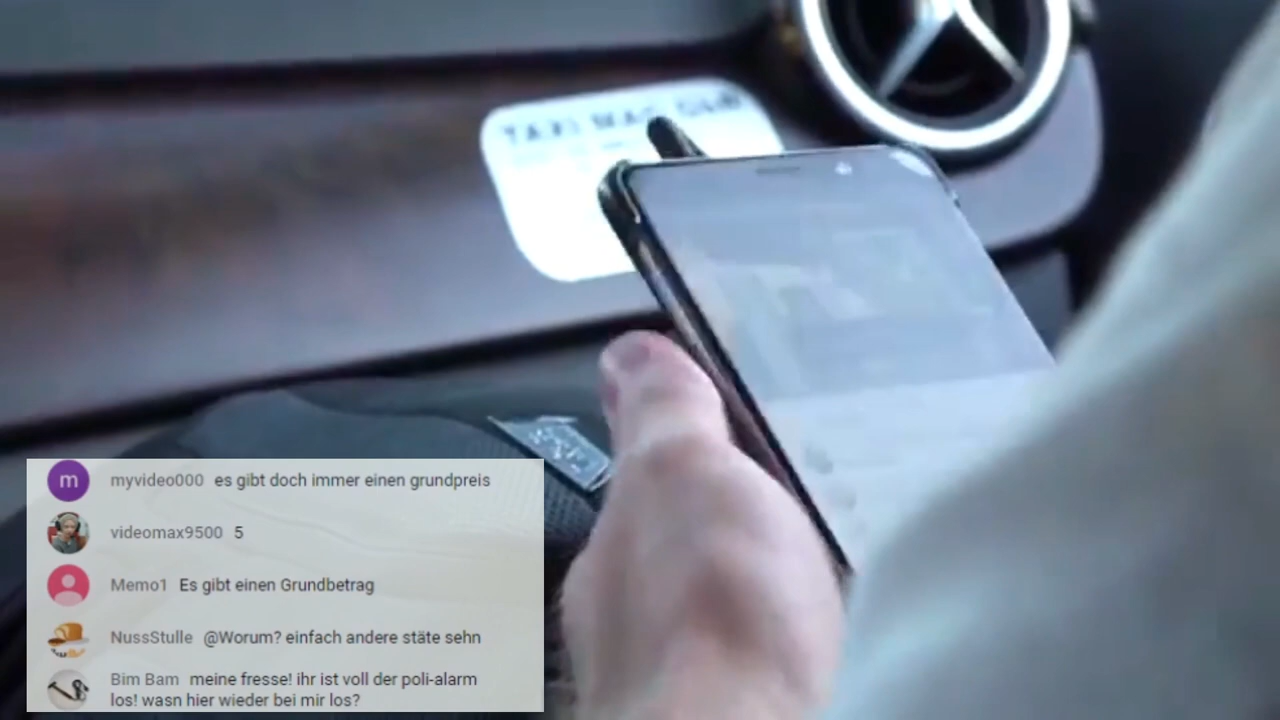 TAXI
myvideo000 es gibt doch immer einen grundpreis
videomax9500 5
Memo1 Es gibt einen Grundbetrag
NussStulle @Worum? einfach andere stäte sehn
Bim Bam meine fresse! ihr ist voll der poli-alarm
los! wasn hier wieder bei mir los?